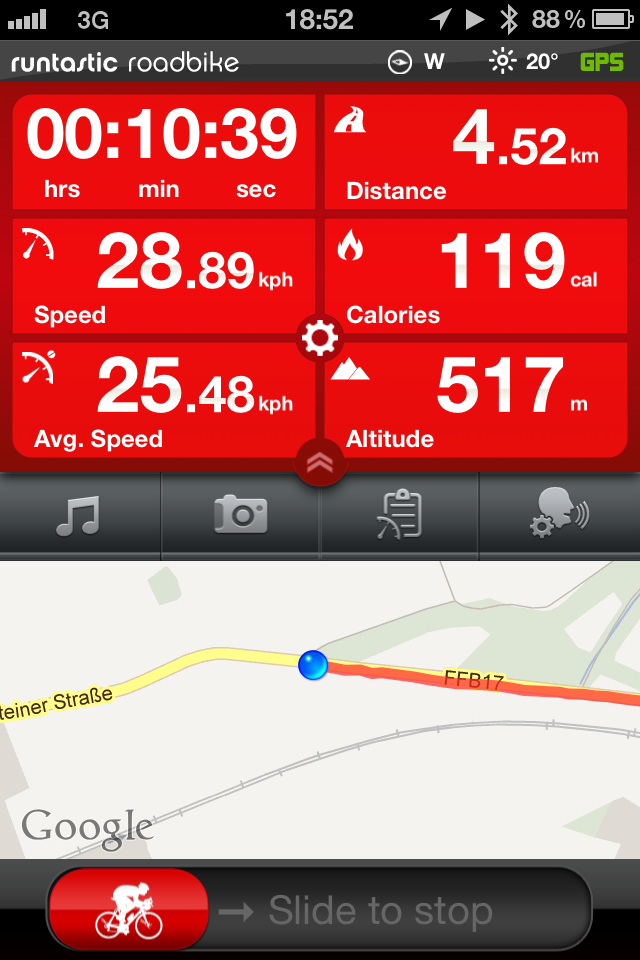 3G 18:52 88 %
runtastic roadbike W 20° GPS
00:10:39
hrs min sec
4.52 km
Distance
28.89 kph
Speed
119 cal
Calories
25.48 kph
Avg. Speed
517 m
Altitude
FFB17
teiner Straße
Google
→ Slide to stop